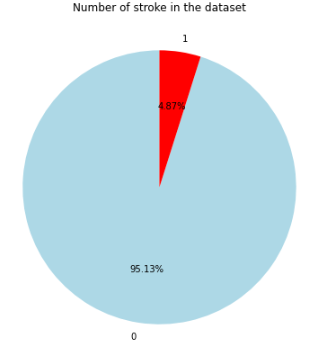 Number of stroke in the dataset
1
4.87%
95.13%
0